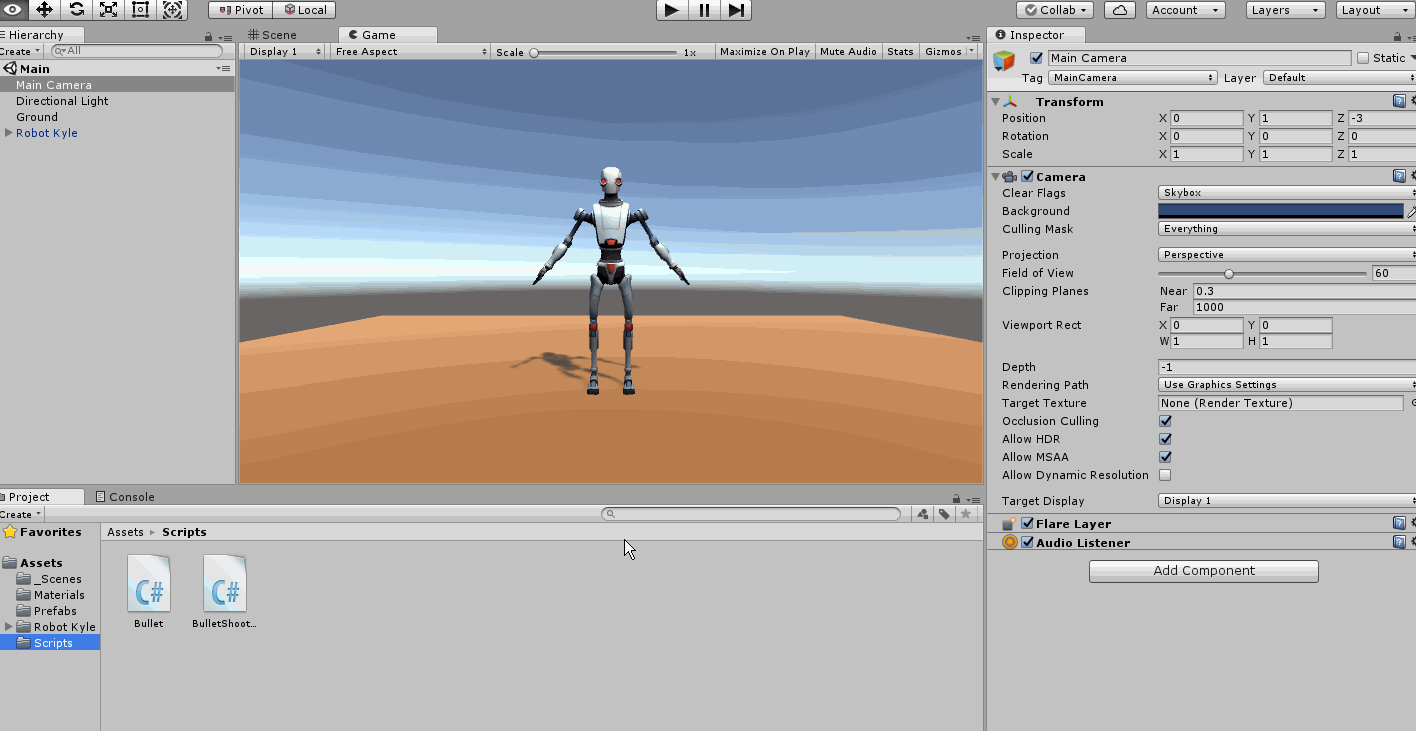 Pivot Local Collab Account Layers Layout
Hierarchy
Create All
Main
Main Camera
Directional Light
Ground
Robot Kyle
Scene Game
Display 1 Free Aspect Scale 1x Maximize On Play Mute Audio Stats Gizmos
Inspector
Main Camera Static
Tag MainCamera Layer Default
Transform
Position X 0 Y 1 Z -3
Rotation X 0 Y 0 Z 0
Scale X 1 Y 1 Z 1
Camera
Clear Flags Skybox
Background
Culling Mask Everything
Projection Perspective
Field of View 60
Clipping Planes Near 0.3
Far 1000
Viewport Rect X 0 Y 0
W 1 H 1
Depth -1
Rendering Path Use Graphics Settings
Target Texture None (Render Texture)
Occlusion Culling
Allow HDR
Allow MSAA
Allow Dynamic Resolution
Target Display Display 1
Flare Layer
Audio Listener
Add Component
Project Console
Create
Favorites
Assets
_Scenes
Materials
Prefabs
Robot Kyle
Scripts
Assets Scripts
C# C#
Bullet BulletShoot...